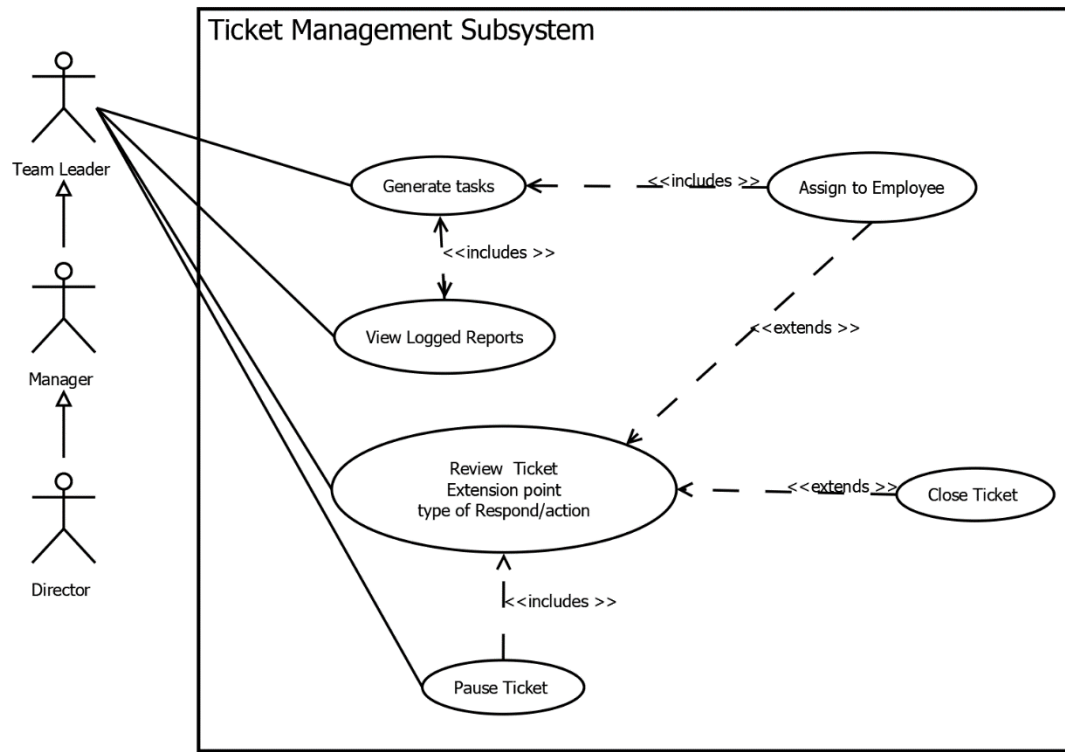 Ticket Management Subsystem
Team Leader
Generate tasks
<<includes >>
Assign to Employee
<<includes >>
View Logged Reports
<<extends >>
Manager
Review Ticket
Extension point
type of Respond/action
<<extends >>
Close Ticket
Director
<<includes >>
Pause Ticket